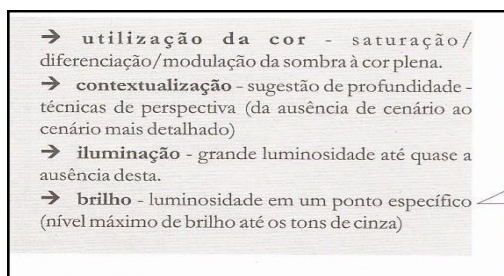 ➔ utilização da cor - saturação/
diferenciação/modulação da sombra à cor plena.
➔ contextualização - sugestão de profundidade -
técnicas de perspectiva (da ausência de cenário ao
cenário mais detalhado)
➔ iluminação - grande luminosidade até quase a
ausência desta.
➔ brilho - luminosidade em um ponto específico
(nível máximo de brilho até os tons de cinza)